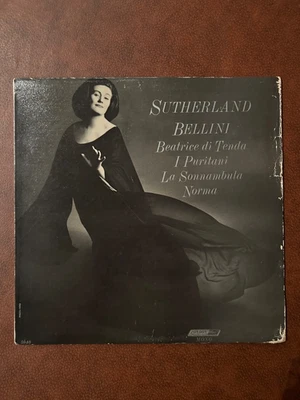 SUTHERLAND
BELLINI
Beatrice di Tenda
I Puritani
La Sonnambula
Norma